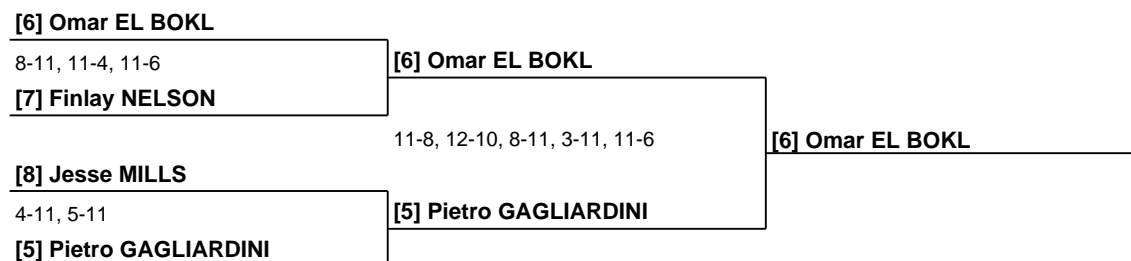 [6] Omar EL BOKL
8-11, 11-4, 11-6
[7] Finlay NELSON
[6] Omar EL BOKL
11-8, 12-10, 8-11, 3-11, 11-6
[6] Omar EL BOKL
[8] Jesse MILLS
4-11, 5-11
[5] Pietro GAGLIARDINI
[5] Pietro GAGLIARDINI